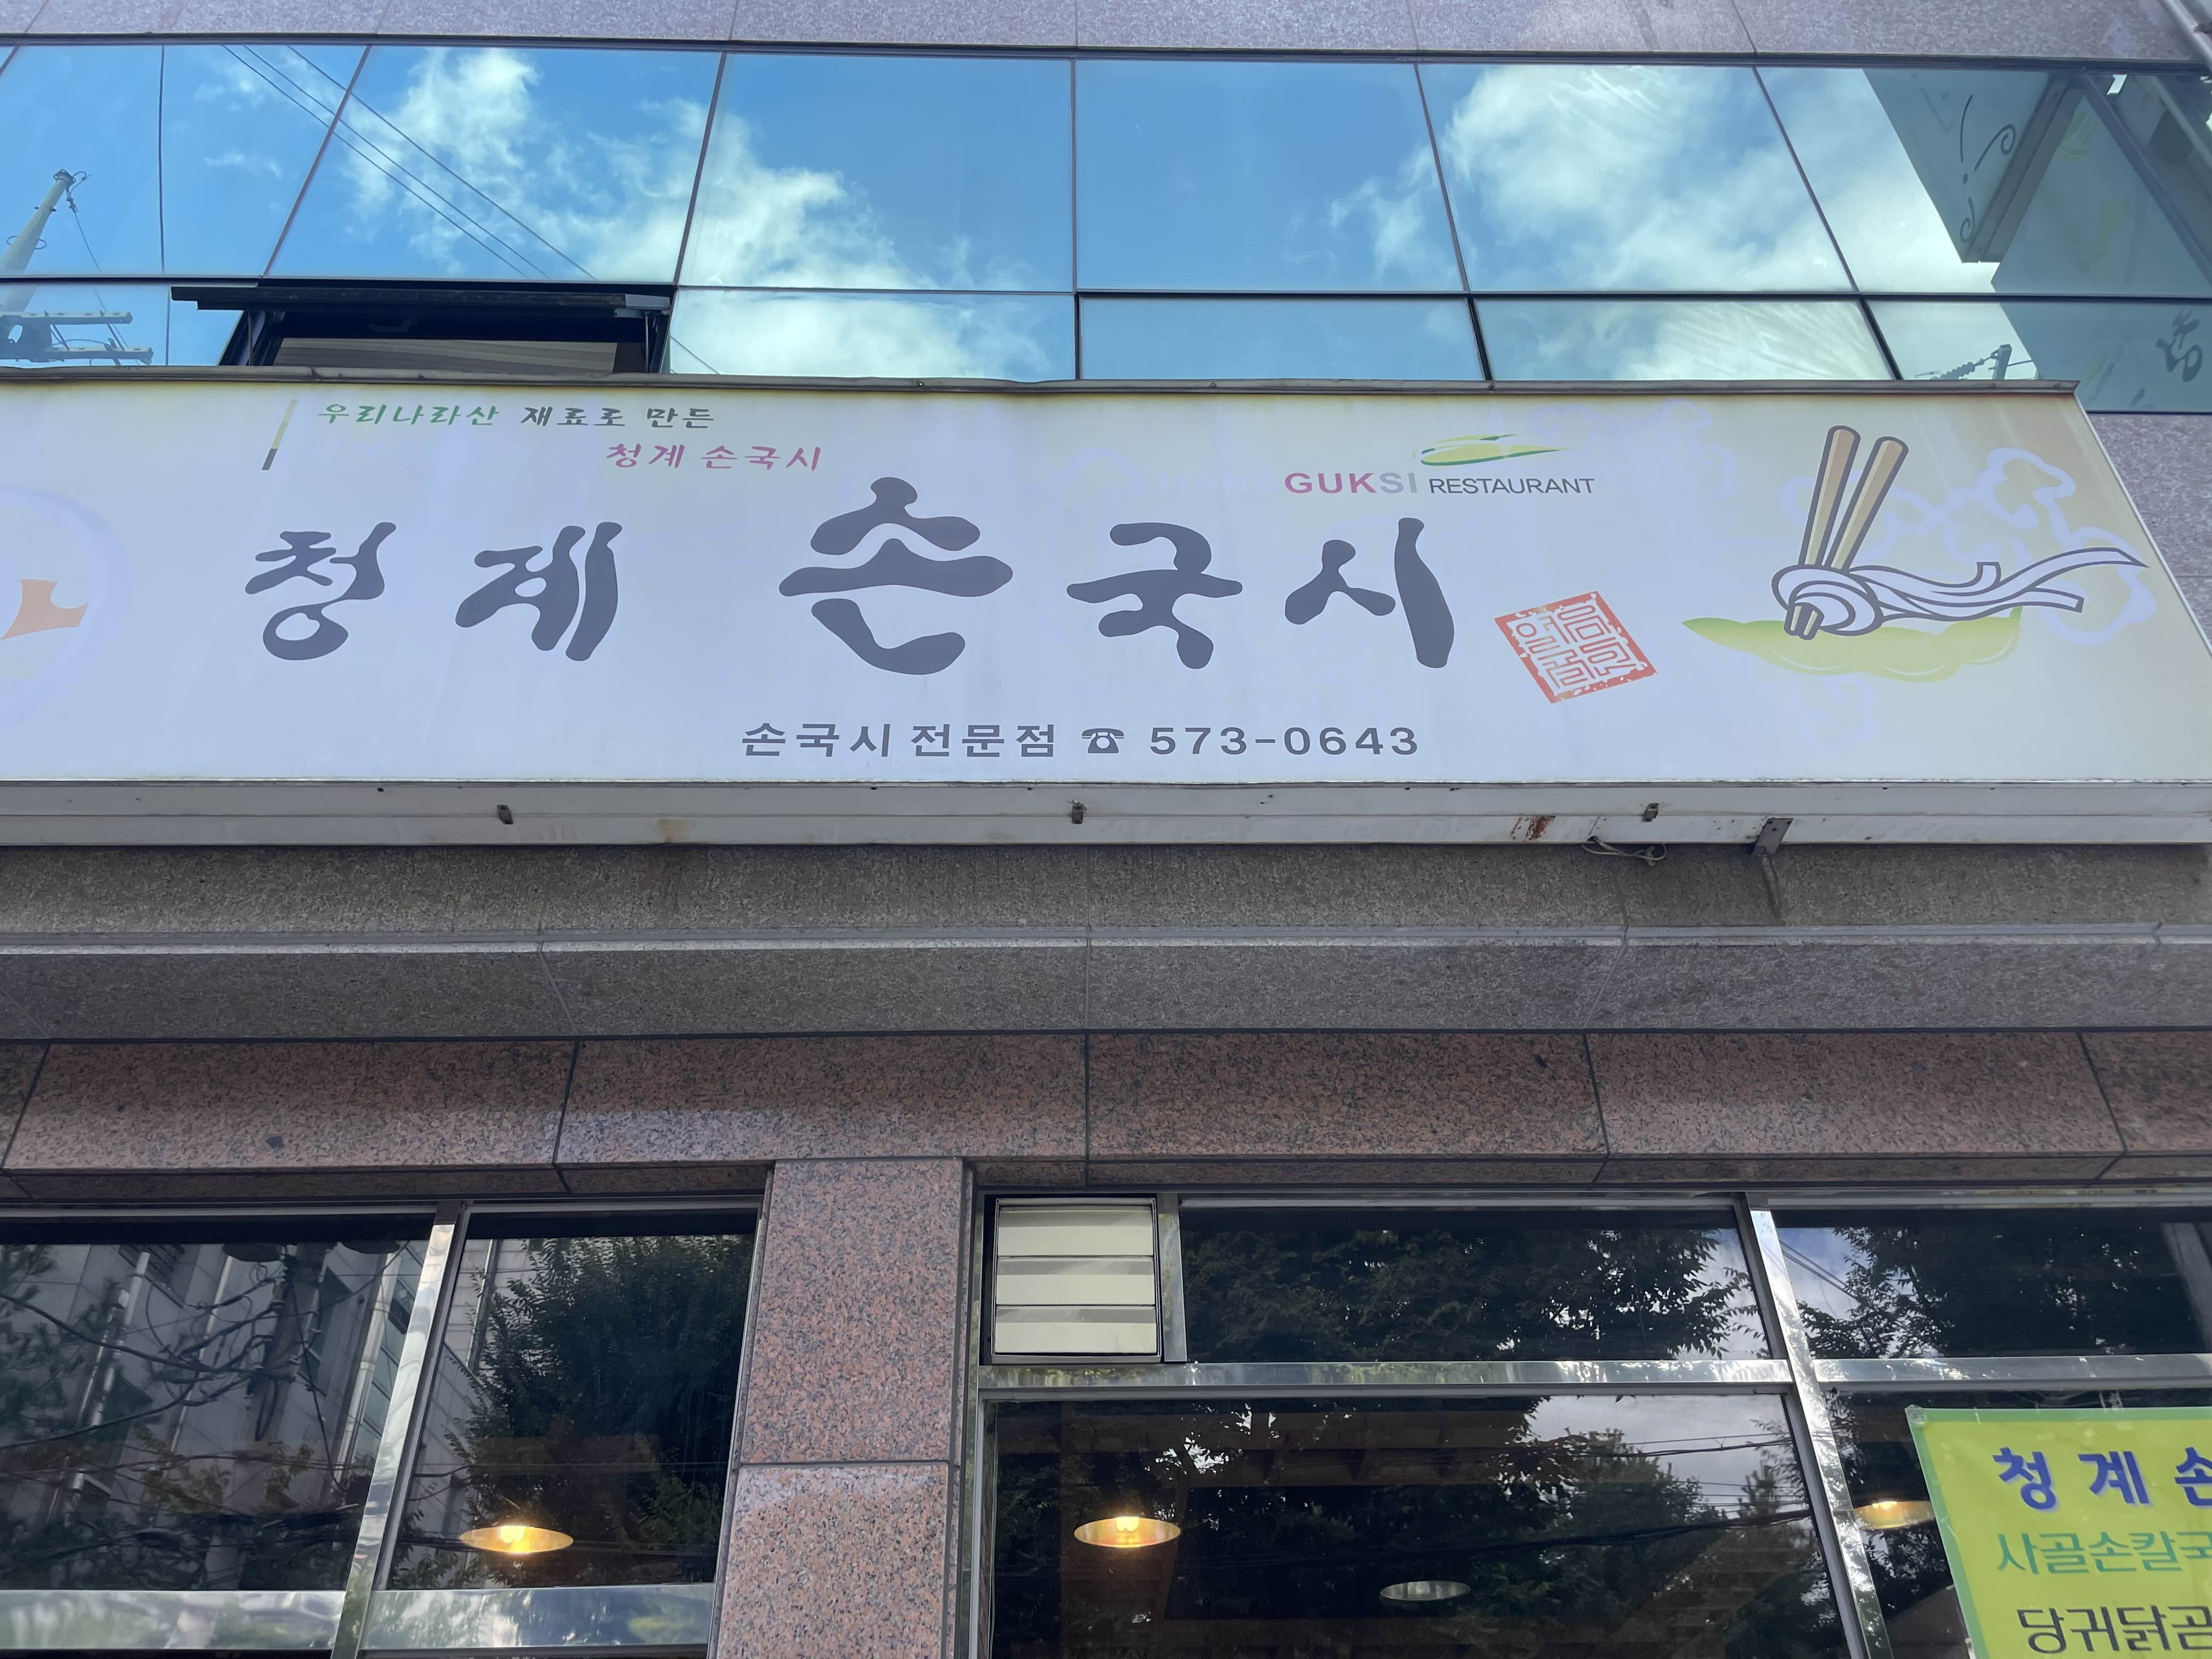 우리나라산 재료로 만든
청계 손국시
GUKSI RESTAURANT
청계 손국시
손국시 전문점 ☎ 573-0643
청계손
사골손칼국
당귀닭곰